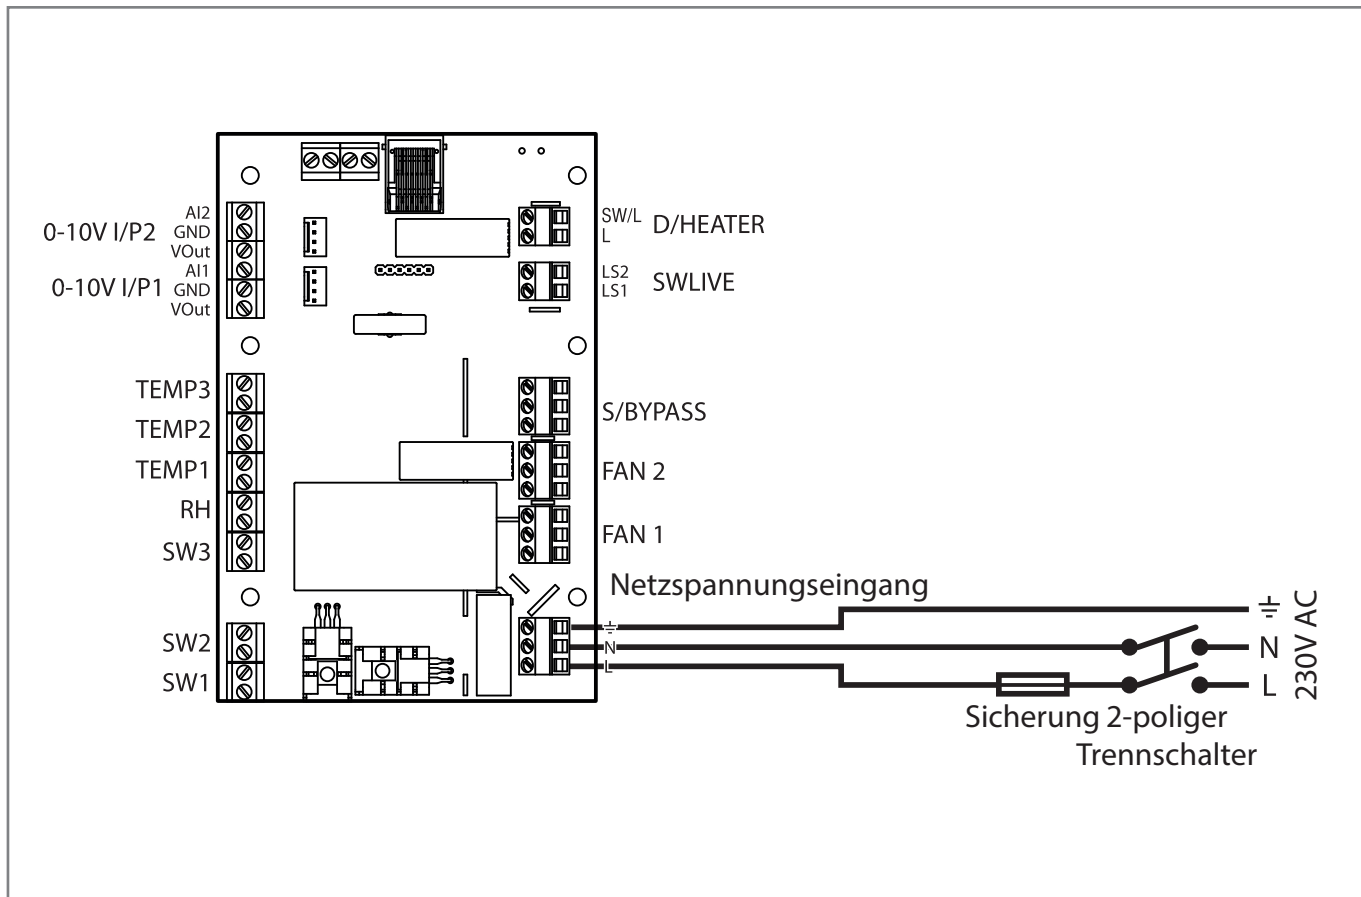 AI2
0-10V I/P2 GND
VOut
AI1
0-10V I/P1 GND
VOut
TEMP3
TEMP2
TEMP1
RH
SW3
SW2
SW1
SW/L
L
D/HEATER
LS2
LS1
SWLIVE
S/BYPASS
FAN 2
FAN 1
Netzspannungseingang
N
L
N
L
230V AC
Sicherung 2-poliger
Trennschalter